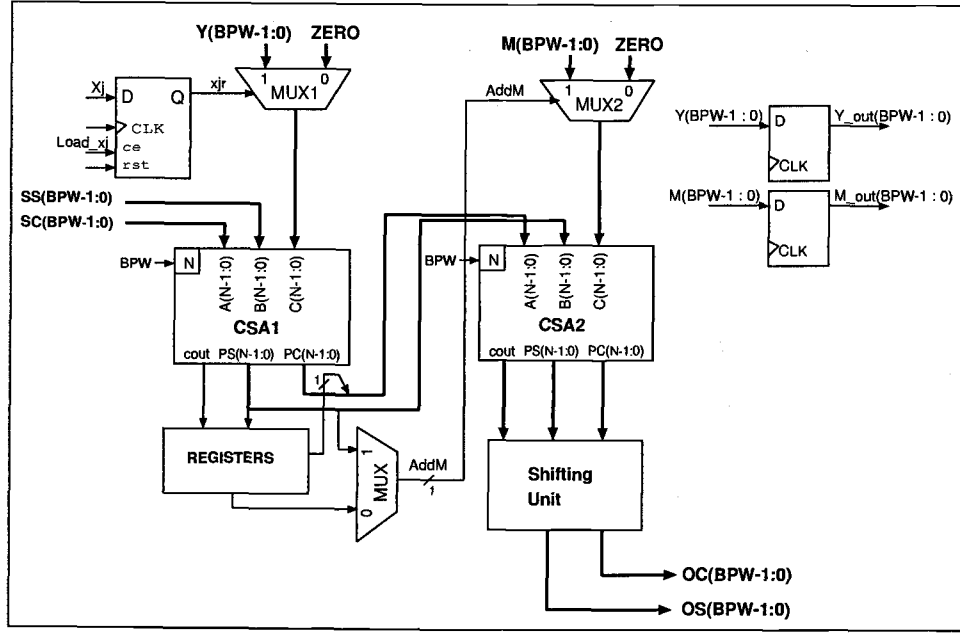 Y(BPW-1:0) ZERO
M(BPW-1:0) ZERO
1 0
MUX1
1 0
MUX2
Xj
D Q
xjr
CLK
Load_xj
ce
rst
AddM
Y(BPW-1 : 0)
D
Y_out(BPW-1 : 0)
CLK
M(BPW-1 : 0)
D
M_out(BPW-1 : 0)
CLK
SS(BPW-1:0)
SC(BPW-1:0)
BPW
N
A(N-1:0)
B(N-1:0)
C(N-1:0)
CSA1
cout PS(N-1:0) PC(N-1:0)
BPW
N
A(N-1:0)
B(N-1:0)
C(N-1:0)
CSA2
cout PS(N-1:0) PC(N-1:0)
1
REGISTERS
1
MUX
0
AddM
1
Shifting
Unit
OC(BPW-1:0)
OS(BPW-1:0)